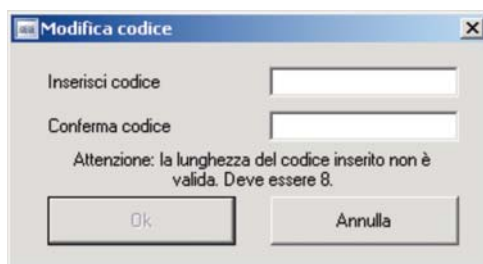 Modifica codice
Inserisci codice
Conferma codice
Attenzione: la lunghezza del codice inserito non è
valida. Deve essere 8.
Ok
Annulla